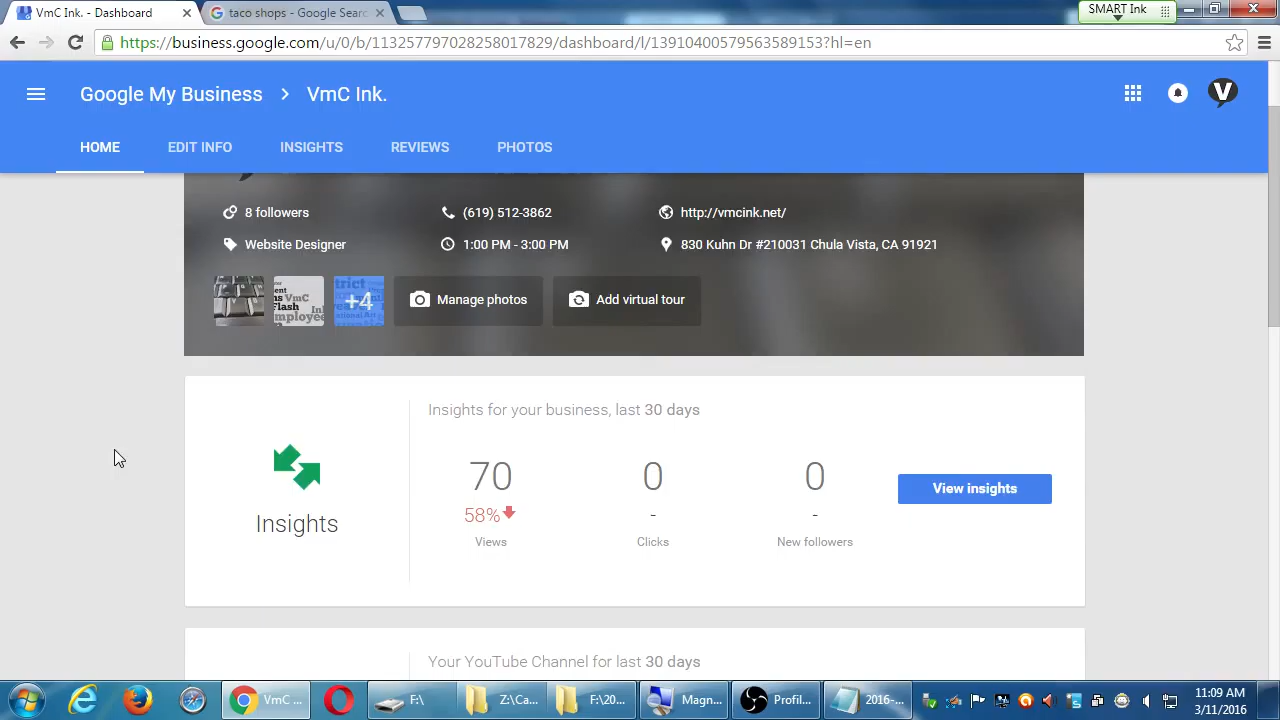 VmC Ink. - Dashboard
taco shops - Google Searc
SMART Ink
https://business.google.com/u/0/b/113257797028258017829/dashboard/l/13910400579563589153?hl=en
Google My Business > VmC Ink.
V
HOME EDIT INFO INSIGHTS REVIEWS PHOTOS
8 followers (619) 512-3862 http://vmcink.net/
Website Designer 1:00 PM - 3:00 PM 830 Kuhn Dr #210031 Chula Vista, CA 91921
+4 Manage photos Add virtual tour
Insights for your business, last 30 days
Insights
70 0 0
58% - -
Views Clicks New followers
View insights
Your YouTube Channel for last 30 days
VmC ... F:\ Z:\Ca... F:\20... Magn... Profil... 2016-...
11:09 AM
3/11/2016